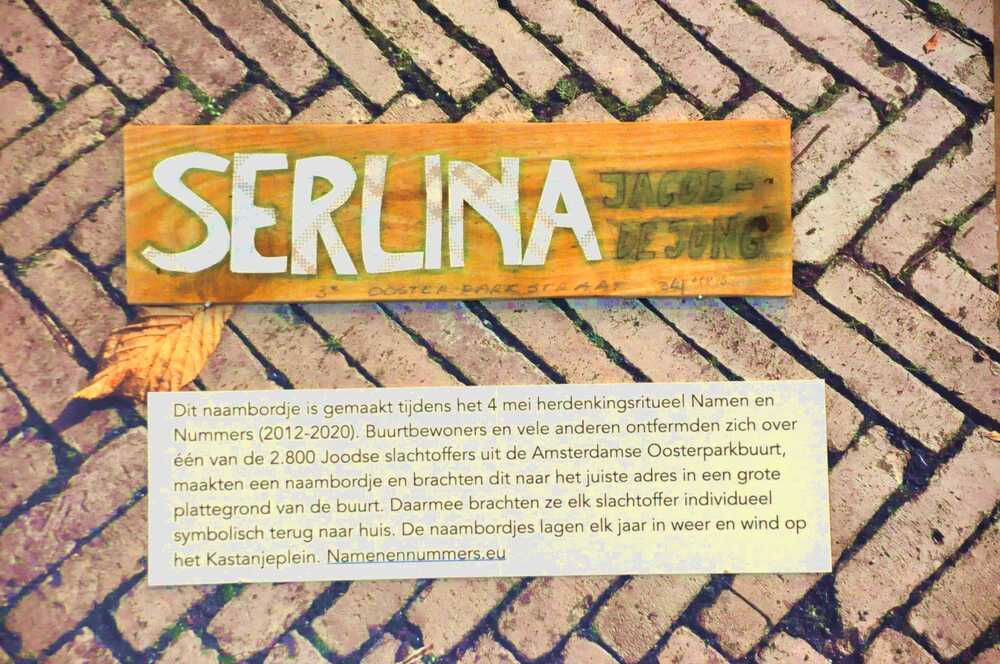 SERLINA
JACOB-
DE JONG
3e OOSTERPARKSTRAAT
Dit naambordje is gemaakt tijdens het 4 mei herdenkingsritueel Namen en
Nummers (2012-2020). Buurtbewoners en vele anderen ontfermden zich over
één van de 2.800 Joodse slachtoffers uit de Amsterdamse Oosterparkbuurt,
maakten een naambordje en brachten dit naar het juiste adres in een grote
plattegrond van de buurt. Daarmee brachten ze elk slachtoffer individueel
symbolisch terug naar huis. De naambordjes lagen elk jaar in weer en wind op
het Kastanjeplein. Namenennummers.eu